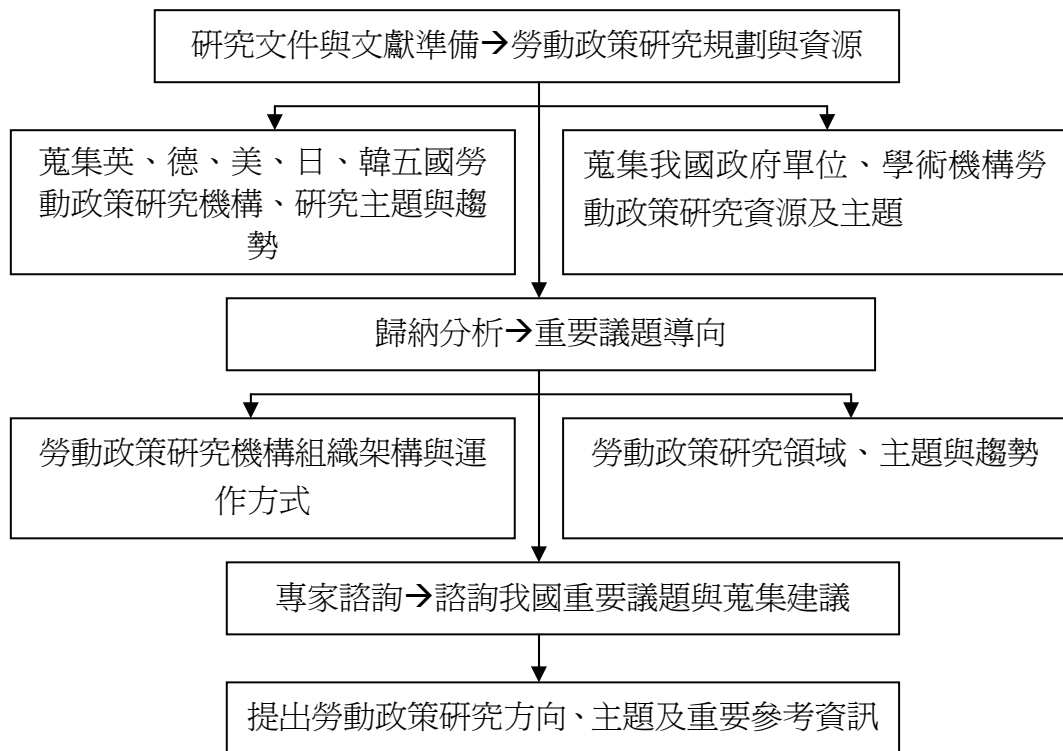 研究文件與文獻準備→勞動政策研究規劃與資源
蒐集英、德、美、日、韓五國勞
動政策研究機構、研究主題與趨
勢
蒐集我國政府單位、學術機構勞
動政策研究資源及主題
歸納分析→重要議題導向
勞動政策研究機構組織架構與運
作方式
勞動政策研究領域、主題與趨勢
專家諮詢→諮詢我國重要議題與蒐集建議
提出勞動政策研究方向、主題及重要參考資訊